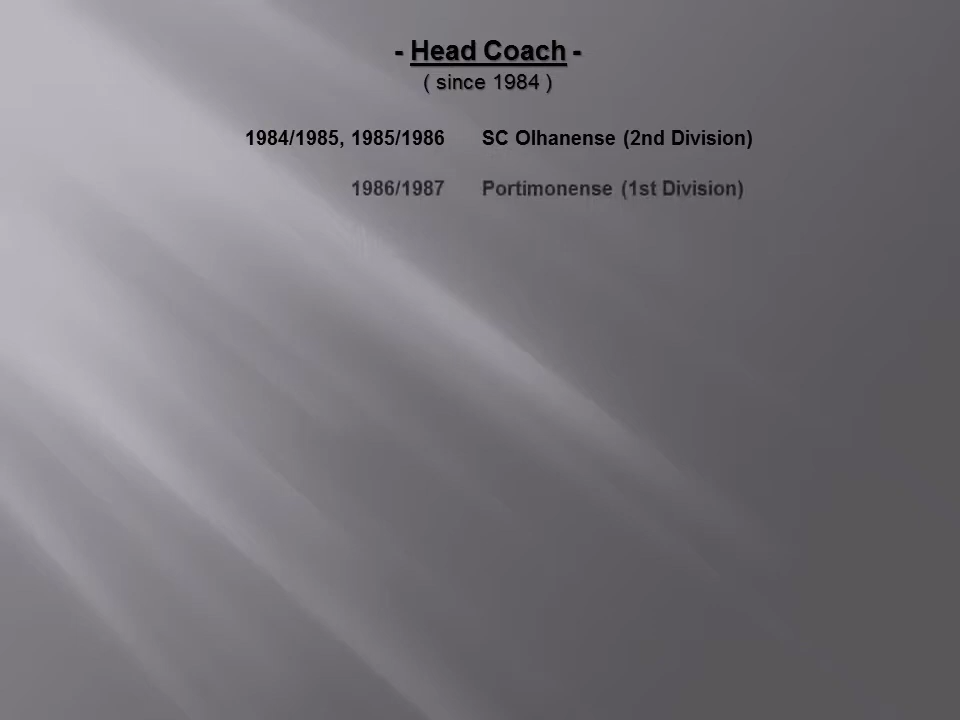 - Head Coach -
( since 1984 )
1984/1985, 1985/1986 SC Olhanense (2nd Division)
1986/1987 Portimonense (1st Division)